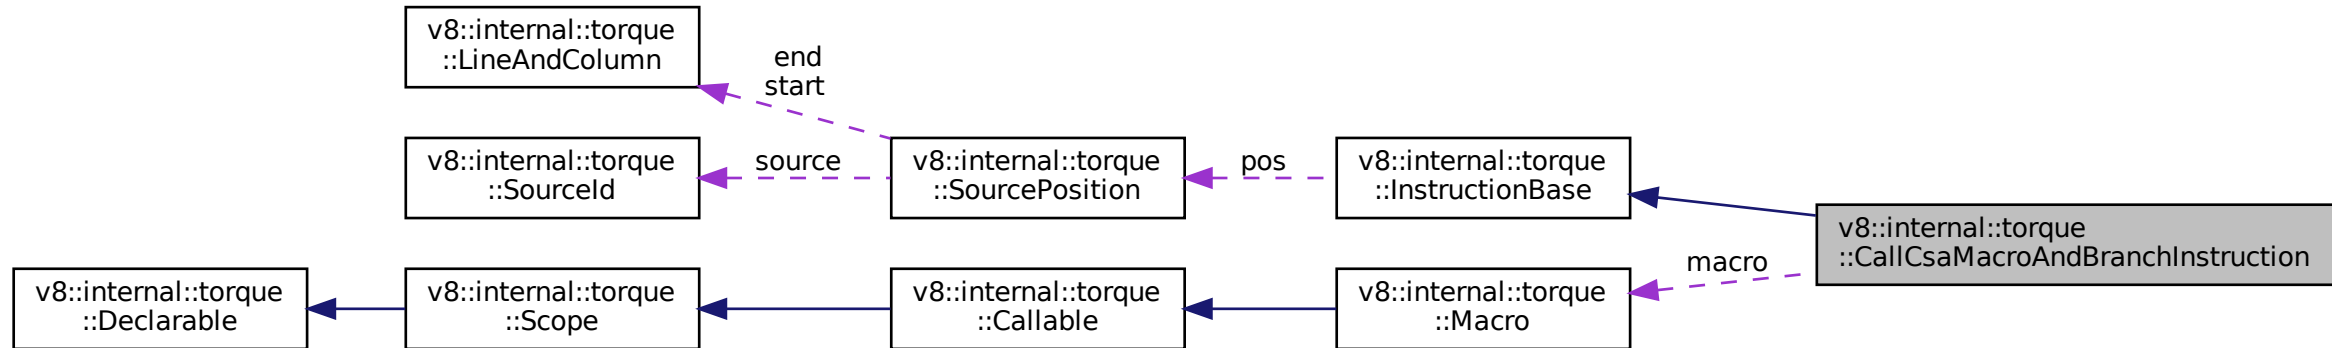 v8::internal::torque
::LineAndColumn
end
start
v8::internal::torque
::SourceId
source
v8::internal::torque
::SourcePosition
pos
v8::internal::torque
::InstructionBase
v8::internal::torque
::CallCsaMacroAndBranchInstruction
macro
v8::internal::torque
::Declarable
v8::internal::torque
::Scope
v8::internal::torque
::Callable
v8::internal::torque
::Macro